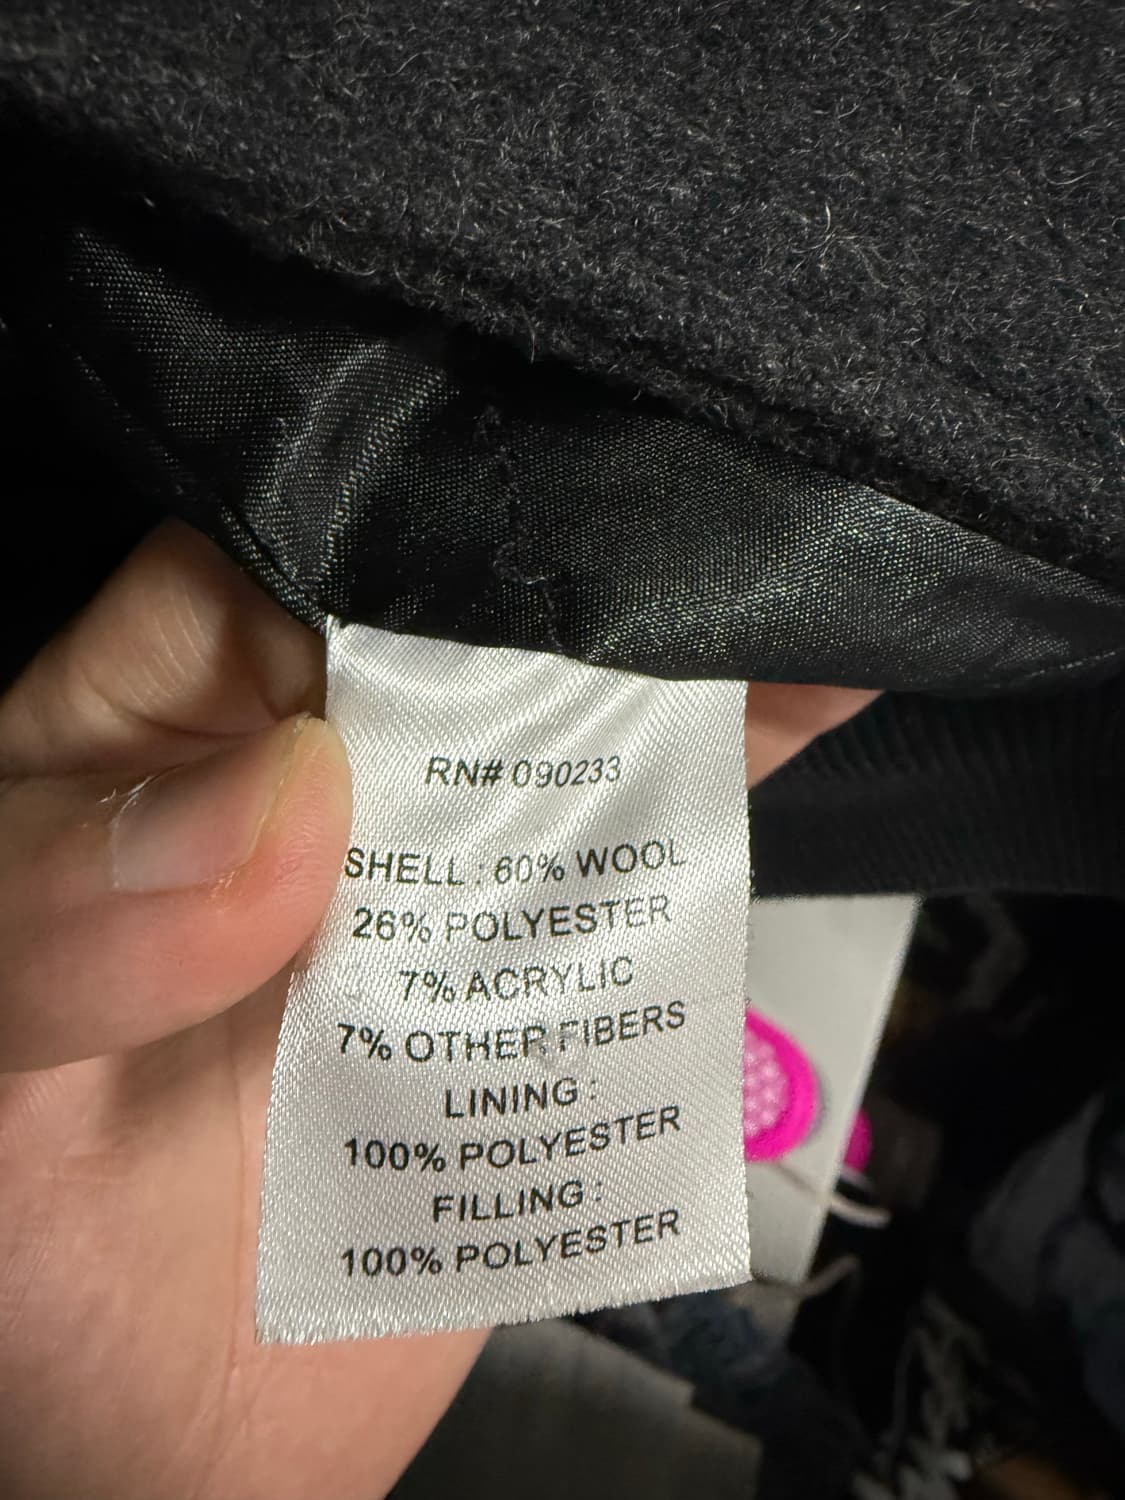 RN# 090233
SHELL : 60% WOOL
26% POLYESTER
7% ACRYLIC
7% OTHER FIBERS
LINING :
100% POLYESTER
FILLING :
100% POLYESTER